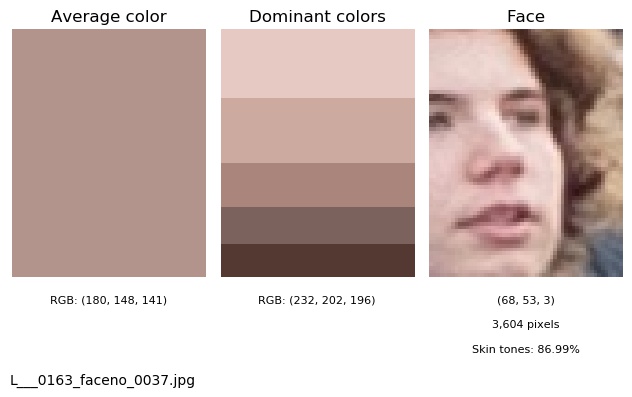 Average color
Dominant colors
Face
RGB: (180, 148, 141)
RGB: (232, 202, 196)
(68, 53, 3)
3,604 pixels
Skin tones: 86.99%
L___0163_faceno_0037.jpg